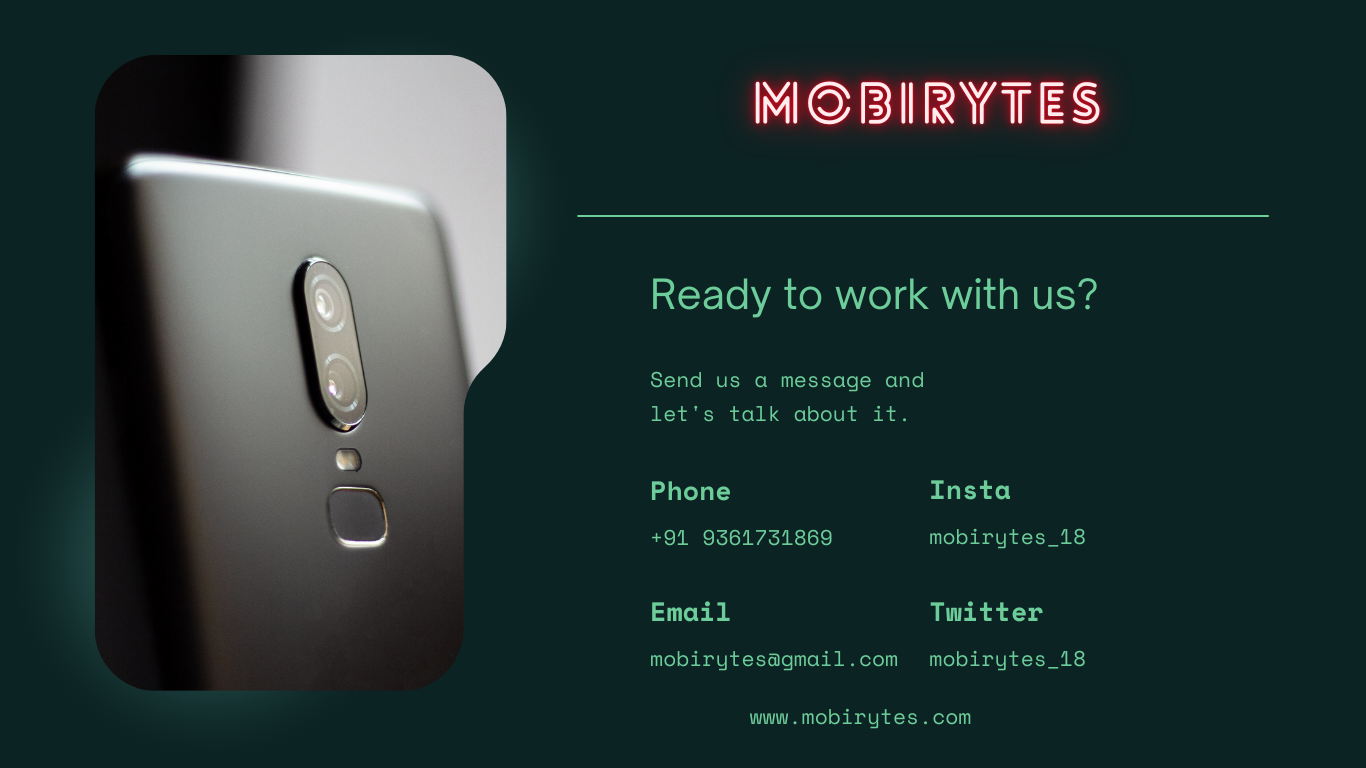 MOBIRYTES
Ready to work with us?
Send us a message and
let's talk about it.
Phone
+91 9361731869
Insta
mobirytes_18
Email
mobirytes@gmail.com
Twitter
mobirytes_18
www.mobirytes.com